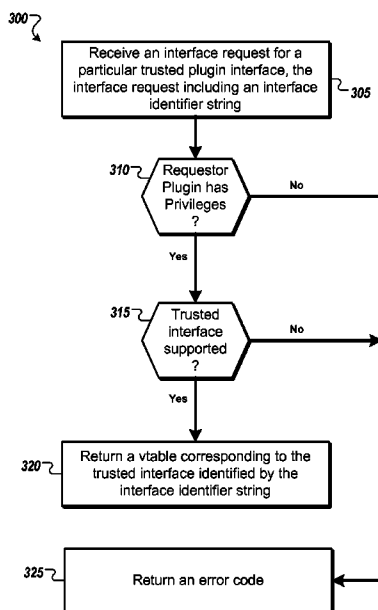 300
Receive an interface request for a
particular trusted plugin interface, the
interface request including an interface
identifier string
305
310
Requestor
Plugin has
Privileges
?
No
Yes
315
Trusted
interface
supported
?
No
Yes
320
Return a vtable corresponding to the
trusted interface identified by the
interface identifier string
325
Return an error code